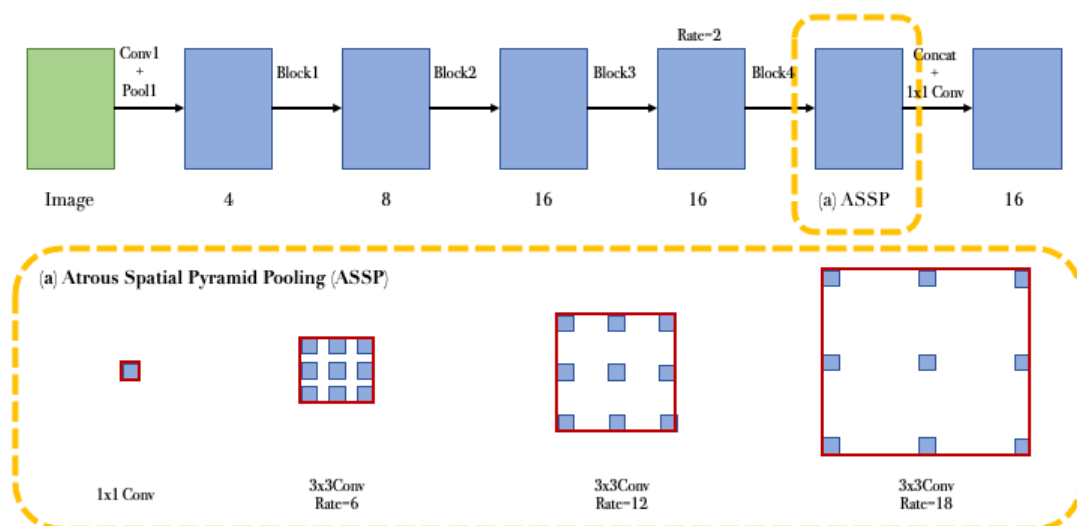 Conv1
+
Pool1
Block1
Block2
Block3
Rate=2
Block4
Concat
+
1x1 Conv
Image
4
8
16
16
(a) ASSP
16
(a) Atrous Spatial Pyramid Pooling (ASSP)
1x1 Conv
3x3Conv
Rate=6
3x3Conv
Rate=12
3x3Conv
Rate=18